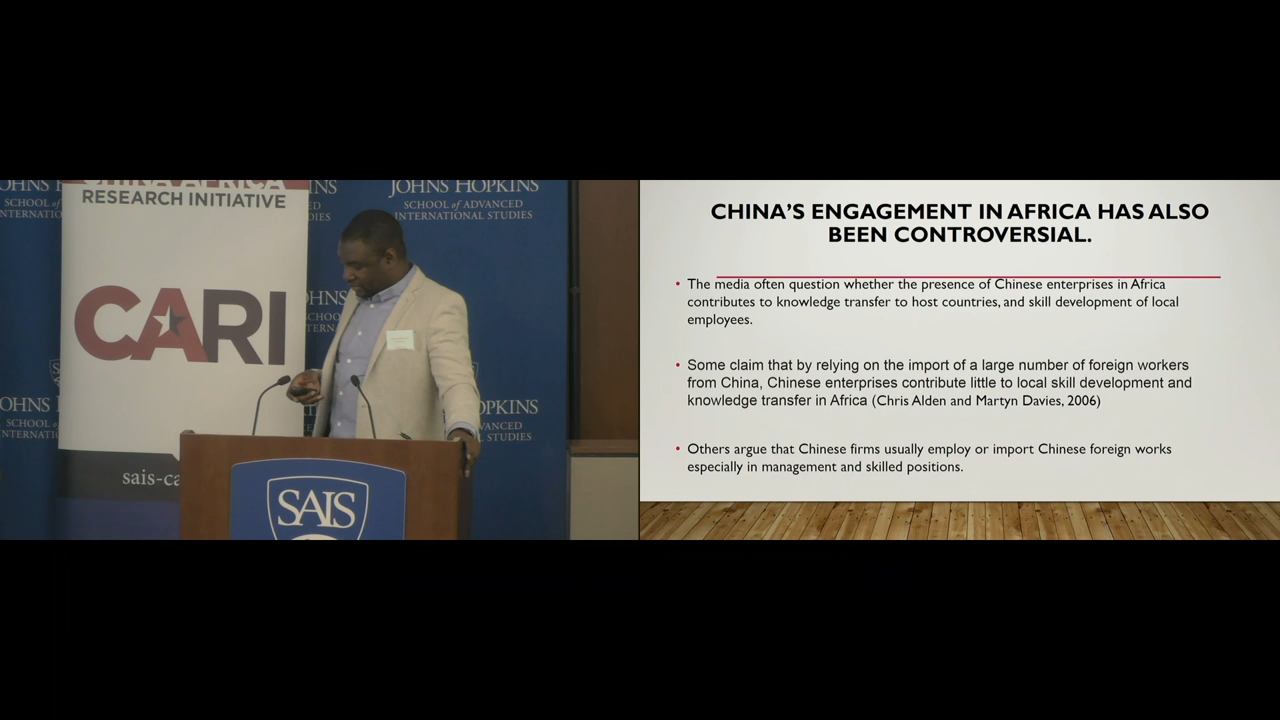 CHINA AFRICA
RESEARCH INITIATIVE
CARI
sais-ca
JOHNS HOPKINS
SCHOOL of ADVANCED
INTERNATIONAL STUDIES
SAIS
CHINA'S ENGAGEMENT IN AFRICA HAS ALSO
BEEN CONTROVERSIAL.
• The media often question whether the presence of Chinese enterprises in Africa
contributes to knowledge transfer to host countries, and skill development of local
employees.
• Some claim that by relying on the import of a large number of foreign workers
from China, Chinese enterprises contribute little to local skill development and
knowledge transfer in Africa (Chris Alden and Martyn Davies, 2006)
• Others argue that Chinese firms usually employ or import Chinese foreign works
especially in management and skilled positions.